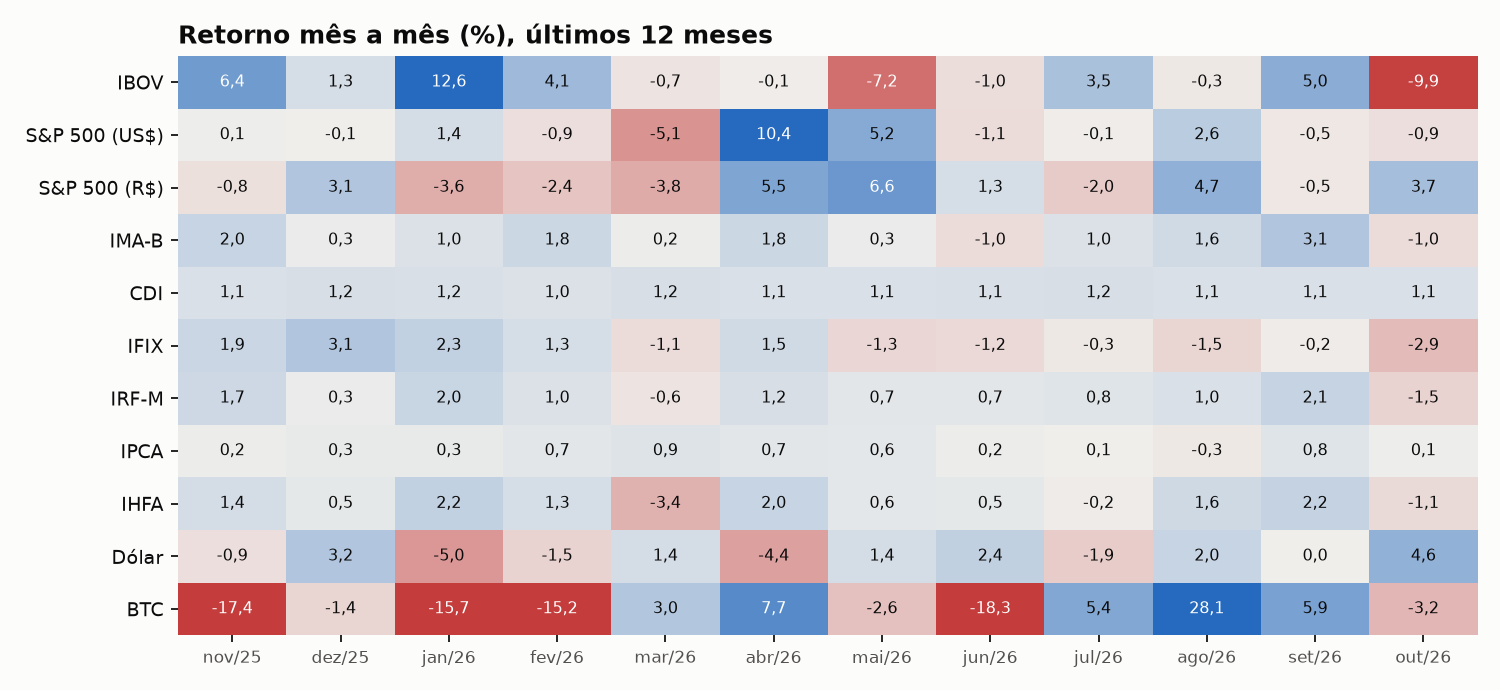 Retorno mês a mês (%), últimos 12 meses
IBOV 6,4 1,3 12,6 4,1 -0,7 -0,1 -7,2 -1,0 3,5 -0,3 5,0 -9,9
S&P 500 (US$) 0,1 -0,1 1,4 -0,9 -5,1 10,4 5,2 -1,1 -0,1 2,6 -0,5 -0,9
S&P 500 (R$) -0,8 3,1 -3,6 -2,4 -3,8 5,5 6,6 1,3 -2,0 4,7 -0,5 3,7
IMA-B 2,0 0,3 1,0 1,8 0,2 1,8 0,3 -1,0 1,0 1,6 3,1 -1,0
CDI 1,1 1,2 1,2 1,0 1,2 1,1 1,1 1,1 1,2 1,1 1,1 1,1
IFIX 1,9 3,1 2,3 1,3 -1,1 1,5 -1,3 -1,2 -0,3 -1,5 -0,2 -2,9
IRF-M 1,7 0,3 2,0 1,0 -0,6 1,2 0,7 0,7 0,8 1,0 2,1 -1,5
IPCA 0,2 0,3 0,3 0,7 0,9 0,7 0,6 0,2 0,1 -0,3 0,8 0,1
IHFA 1,4 0,5 2,2 1,3 -3,4 2,0 0,6 0,5 -0,2 1,6 2,2 -1,1
Dólar -0,9 3,2 -5,0 -1,5 1,4 -4,4 1,4 2,4 -1,9 2,0 0,0 4,6
BTC -17,4 -1,4 -15,7 -15,2 3,0 7,7 -2,6 -18,3 5,4 28,1 5,9 -3,2
nov/25 dez/25 jan/26 fev/26 mar/26 abr/26 mai/26 jun/26 jul/26 ago/26 set/26 out/26